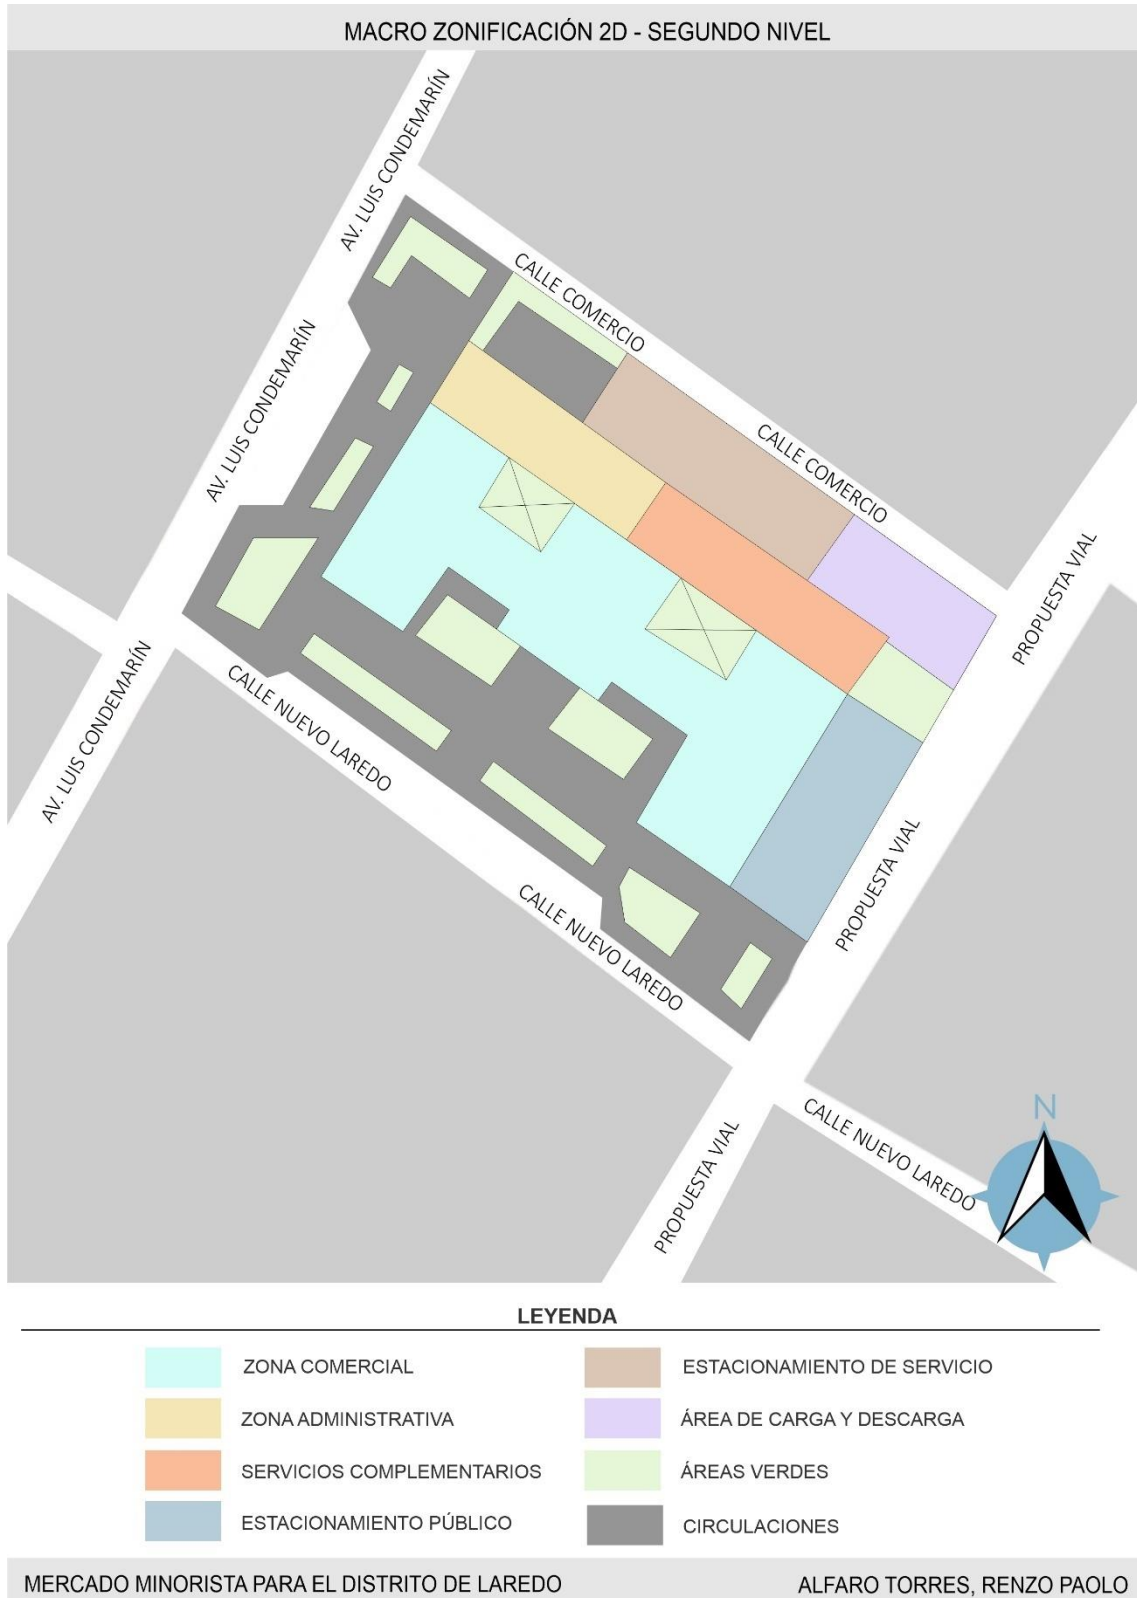 MACRO ZONIFICACIÓN 2D - SEGUNDO NIVEL
AV. LUIS CONDEMARÍN
CALLE COMERCIO
AV. LUIS CONDEMARÍN
CALLE COMERCIO
PROPUESTA VIAL
AV. LUIS CONDEMARÍN
CALLE NUEVO LAREDO
PROPUESTA VIAL
CALLE NUEVO LAREDO
PROPUESTA VIAL
CALLE NUEVO LAREDO
N
LEYENDA
ZONA COMERCIAL
ZONA ADMINISTRATIVA
SERVICIOS COMPLEMENTARIOS
ESTACIONAMIENTO PÚBLICO
ESTACIONAMIENTO DE SERVICIO
ÁREA DE CARGA Y DESCARGA
ÁREAS VERDES
CIRCULACIONES
MERCADO MINORISTA PARA EL DISTRITO DE LAREDO
ALFARO TORRES, RENZO PAOLO